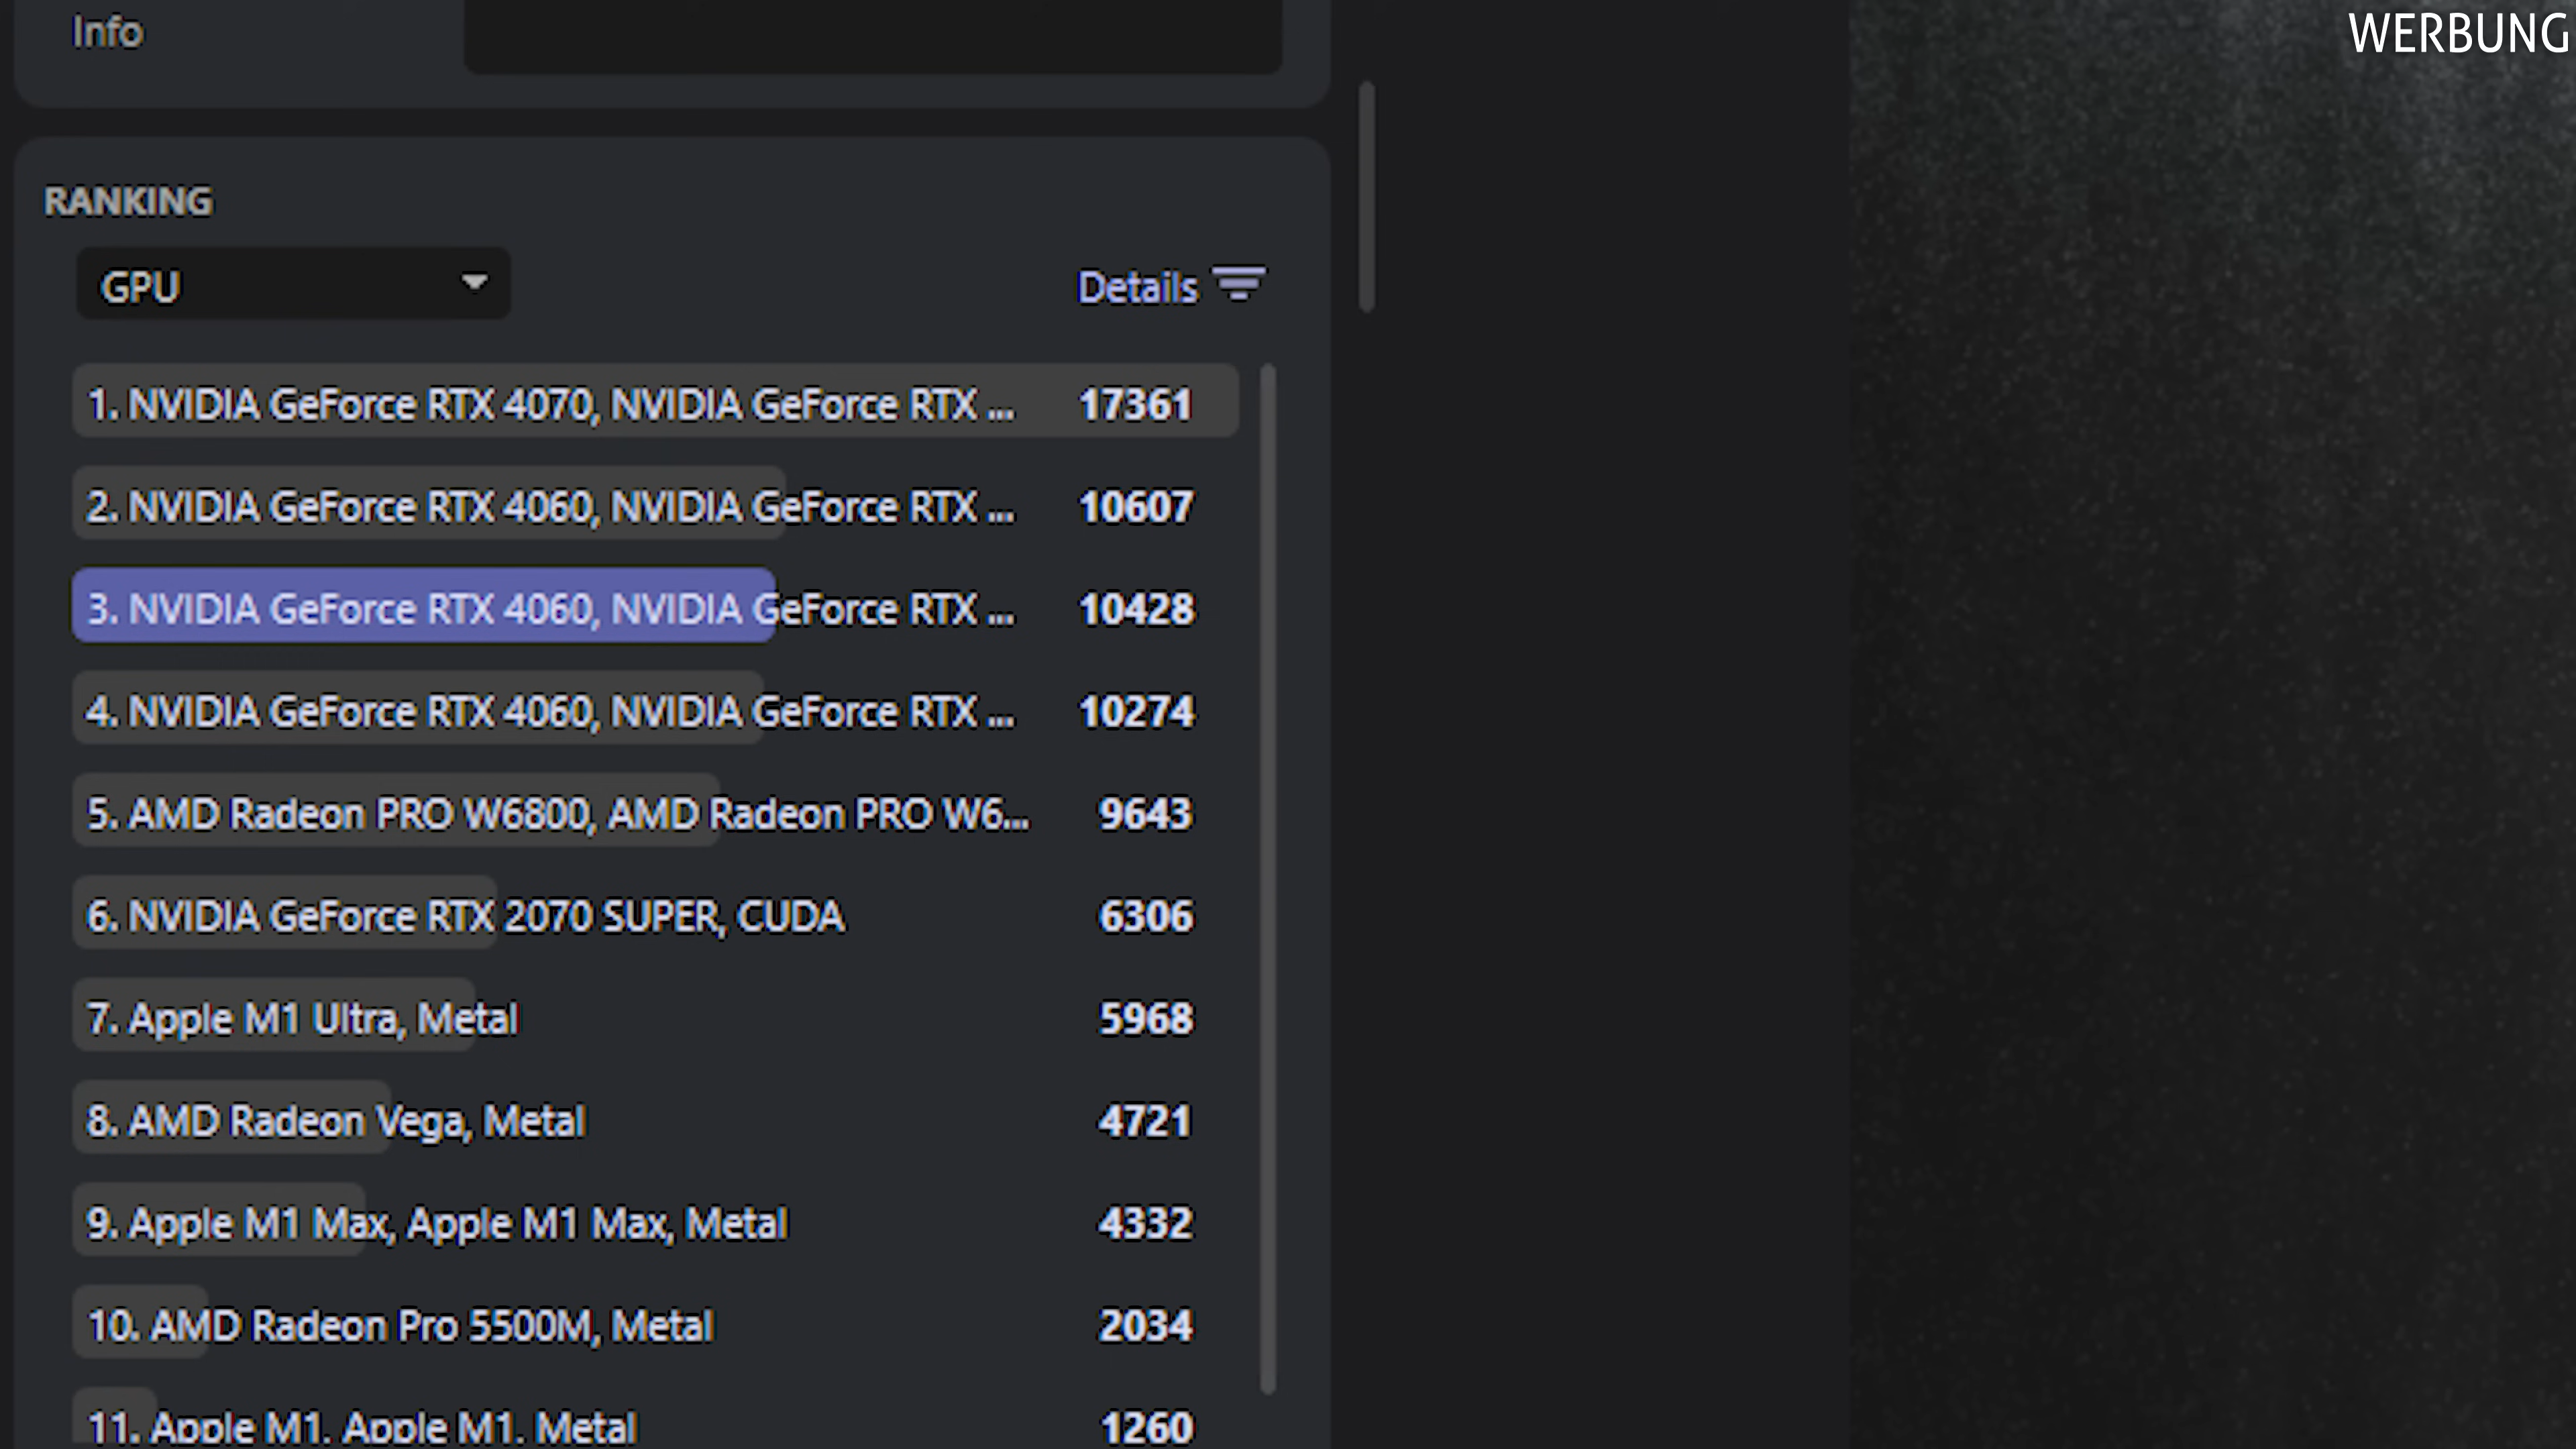 Info
WERBUNG
RANKING
GPU
Details
1. NVIDIA GeForce RTX 4070, NVIDIA GeForce RTX ... 17361
2. NVIDIA GeForce RTX 4060, NVIDIA GeForce RTX ... 10607
3. NVIDIA GeForce RTX 4060, NVIDIA GeForce RTX ... 10428
4. NVIDIA GeForce RTX 4060, NVIDIA GeForce RTX ... 10274
5. AMD Radeon PRO W6800, AMD Radeon PRO W6... 9643
6. NVIDIA GeForce RTX 2070 SUPER, CUDA 6306
7. Apple M1 Ultra, Metal 5968
8. AMD Radeon Vega, Metal 4721
9. Apple M1 Max, Apple M1 Max, Metal 4332
10. AMD Radeon Pro 5500M, Metal 2034
11. Apple M1, Apple M1, Metal 1260